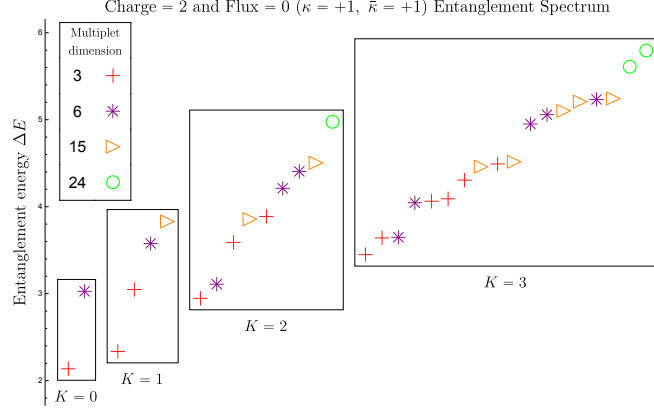 Charge = 2 and Flux = 0 (κ = +1, κ̄ = +1) Entanglement Spectrum
Multiplet
dimension
3
6
15
24
Entanglement energy ΔE
6
5
4
3
2
K = 0
K = 1
K = 2
K = 3